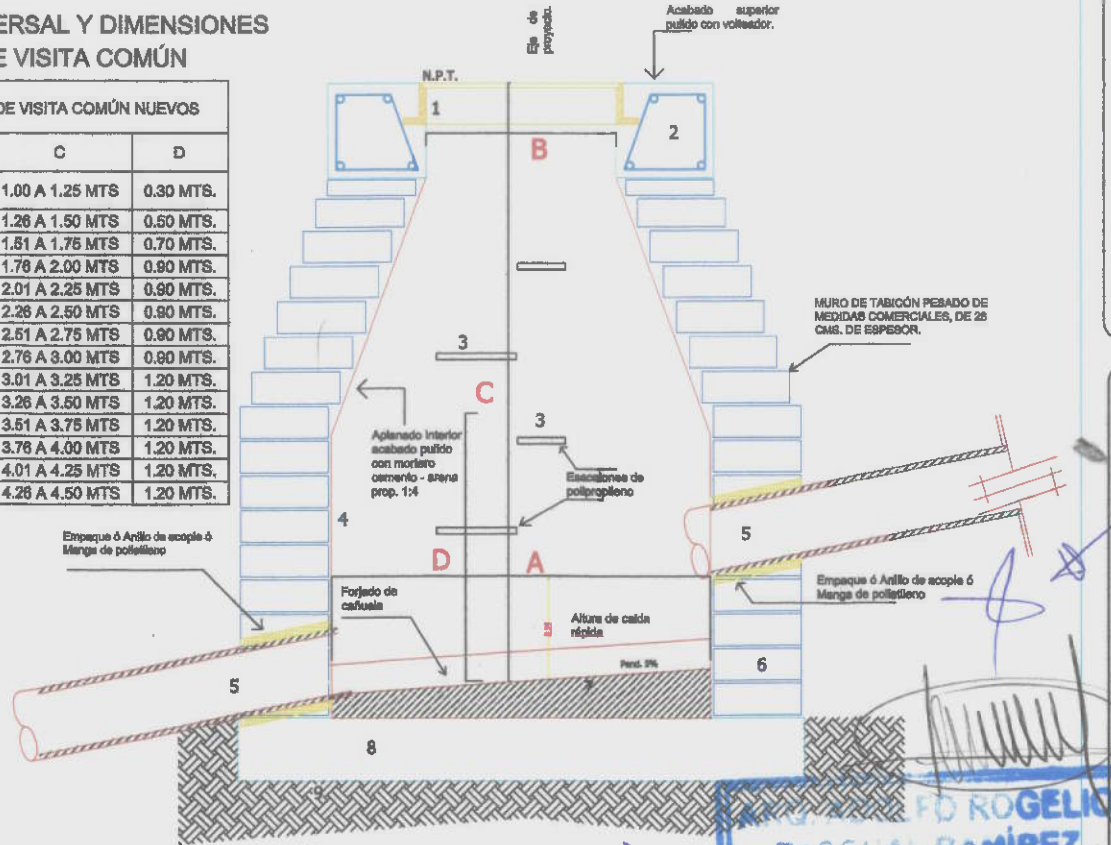 ERSAL Y DIMENSIONES
E VISITA COMÚN
DE VISITA COMÚN NUEVOS
C D
1.00 A 1.25 MTS 0.30 MTS.
1.26 A 1.50 MTS 0.50 MTS.
1.51 A 1.75 MTS 0.70 MTS.
1.76 A 2.00 MTS 0.90 MTS.
2.01 A 2.25 MTS 0.90 MTS.
2.26 A 2.50 MTS 0.90 MTS.
2.51 A 2.75 MTS 0.90 MTS.
2.76 A 3.00 MTS 0.90 MTS.
3.01 A 3.25 MTS 1.20 MTS.
3.26 A 3.50 MTS 1.20 MTS.
3.51 A 3.75 MTS 1.20 MTS.
3.76 A 4.00 MTS 1.20 MTS.
4.01 A 4.25 MTS 1.20 MTS.
4.26 A 4.50 MTS 1.20 MTS.
Eje de
proyecto.
Acabado superior
pulido con volteador.
N.P.T.
1
B
2
MURO DE TABICÓN PESADO DE
MEDIDAS COMERCIALES, DE 28
CMS. DE ESPESOR.
3
C
3
Aplanado interior
acabado pulido
con mortero
cemento - arena
prop. 1:4
Escalones de
polipropileno
4
5
D
A
Empaque ó Anillo de acople ó
Manga de polietileno
Empaque ó Anillo de acople ó
Manga de polietileno
Forjado de
cañuela
Altura de caida
rápida
Pend. 2%
5
6
7
8
9
ROGELIO
RAMÍREZ